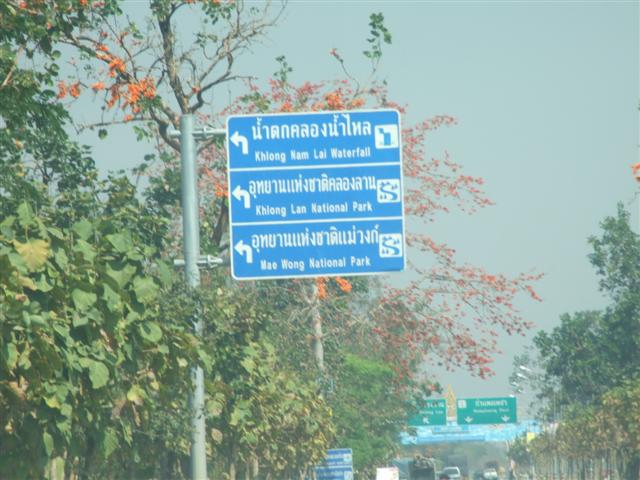 น้ำตกคลองน้ำไหล
Khlong Nam Lai Waterfall
อุทยานแห่งชาติคลองลาน
Khlong Lan National Park
อุทยานแห่งชาติแม่วงก์
Mae Wong National Park
Khlong Lan